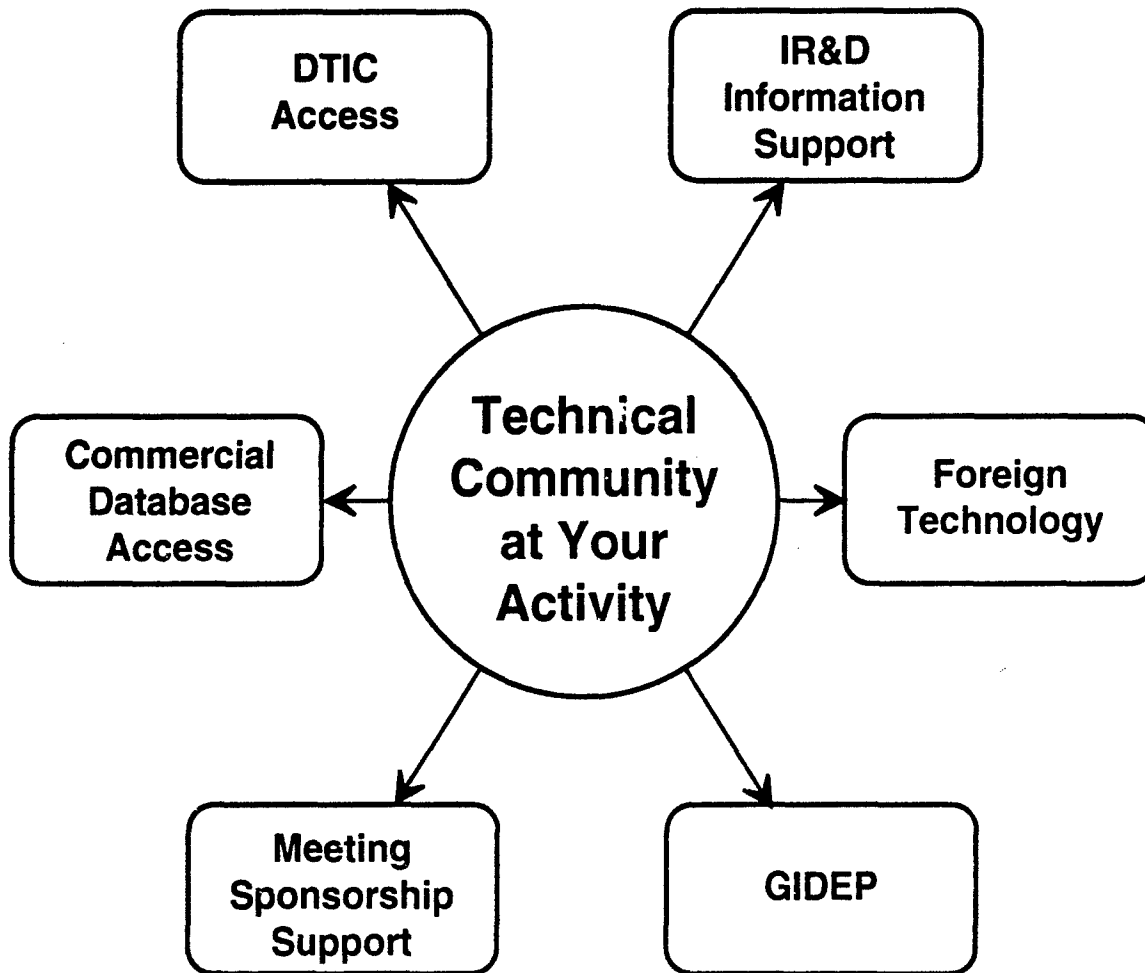 DTIC
Access
IR&D
Information
Support
Commercial
Database
Access
Technical
Community
at Your
Activity
Foreign
Technology
Meeting
Sponsorship
Support
GIDEP